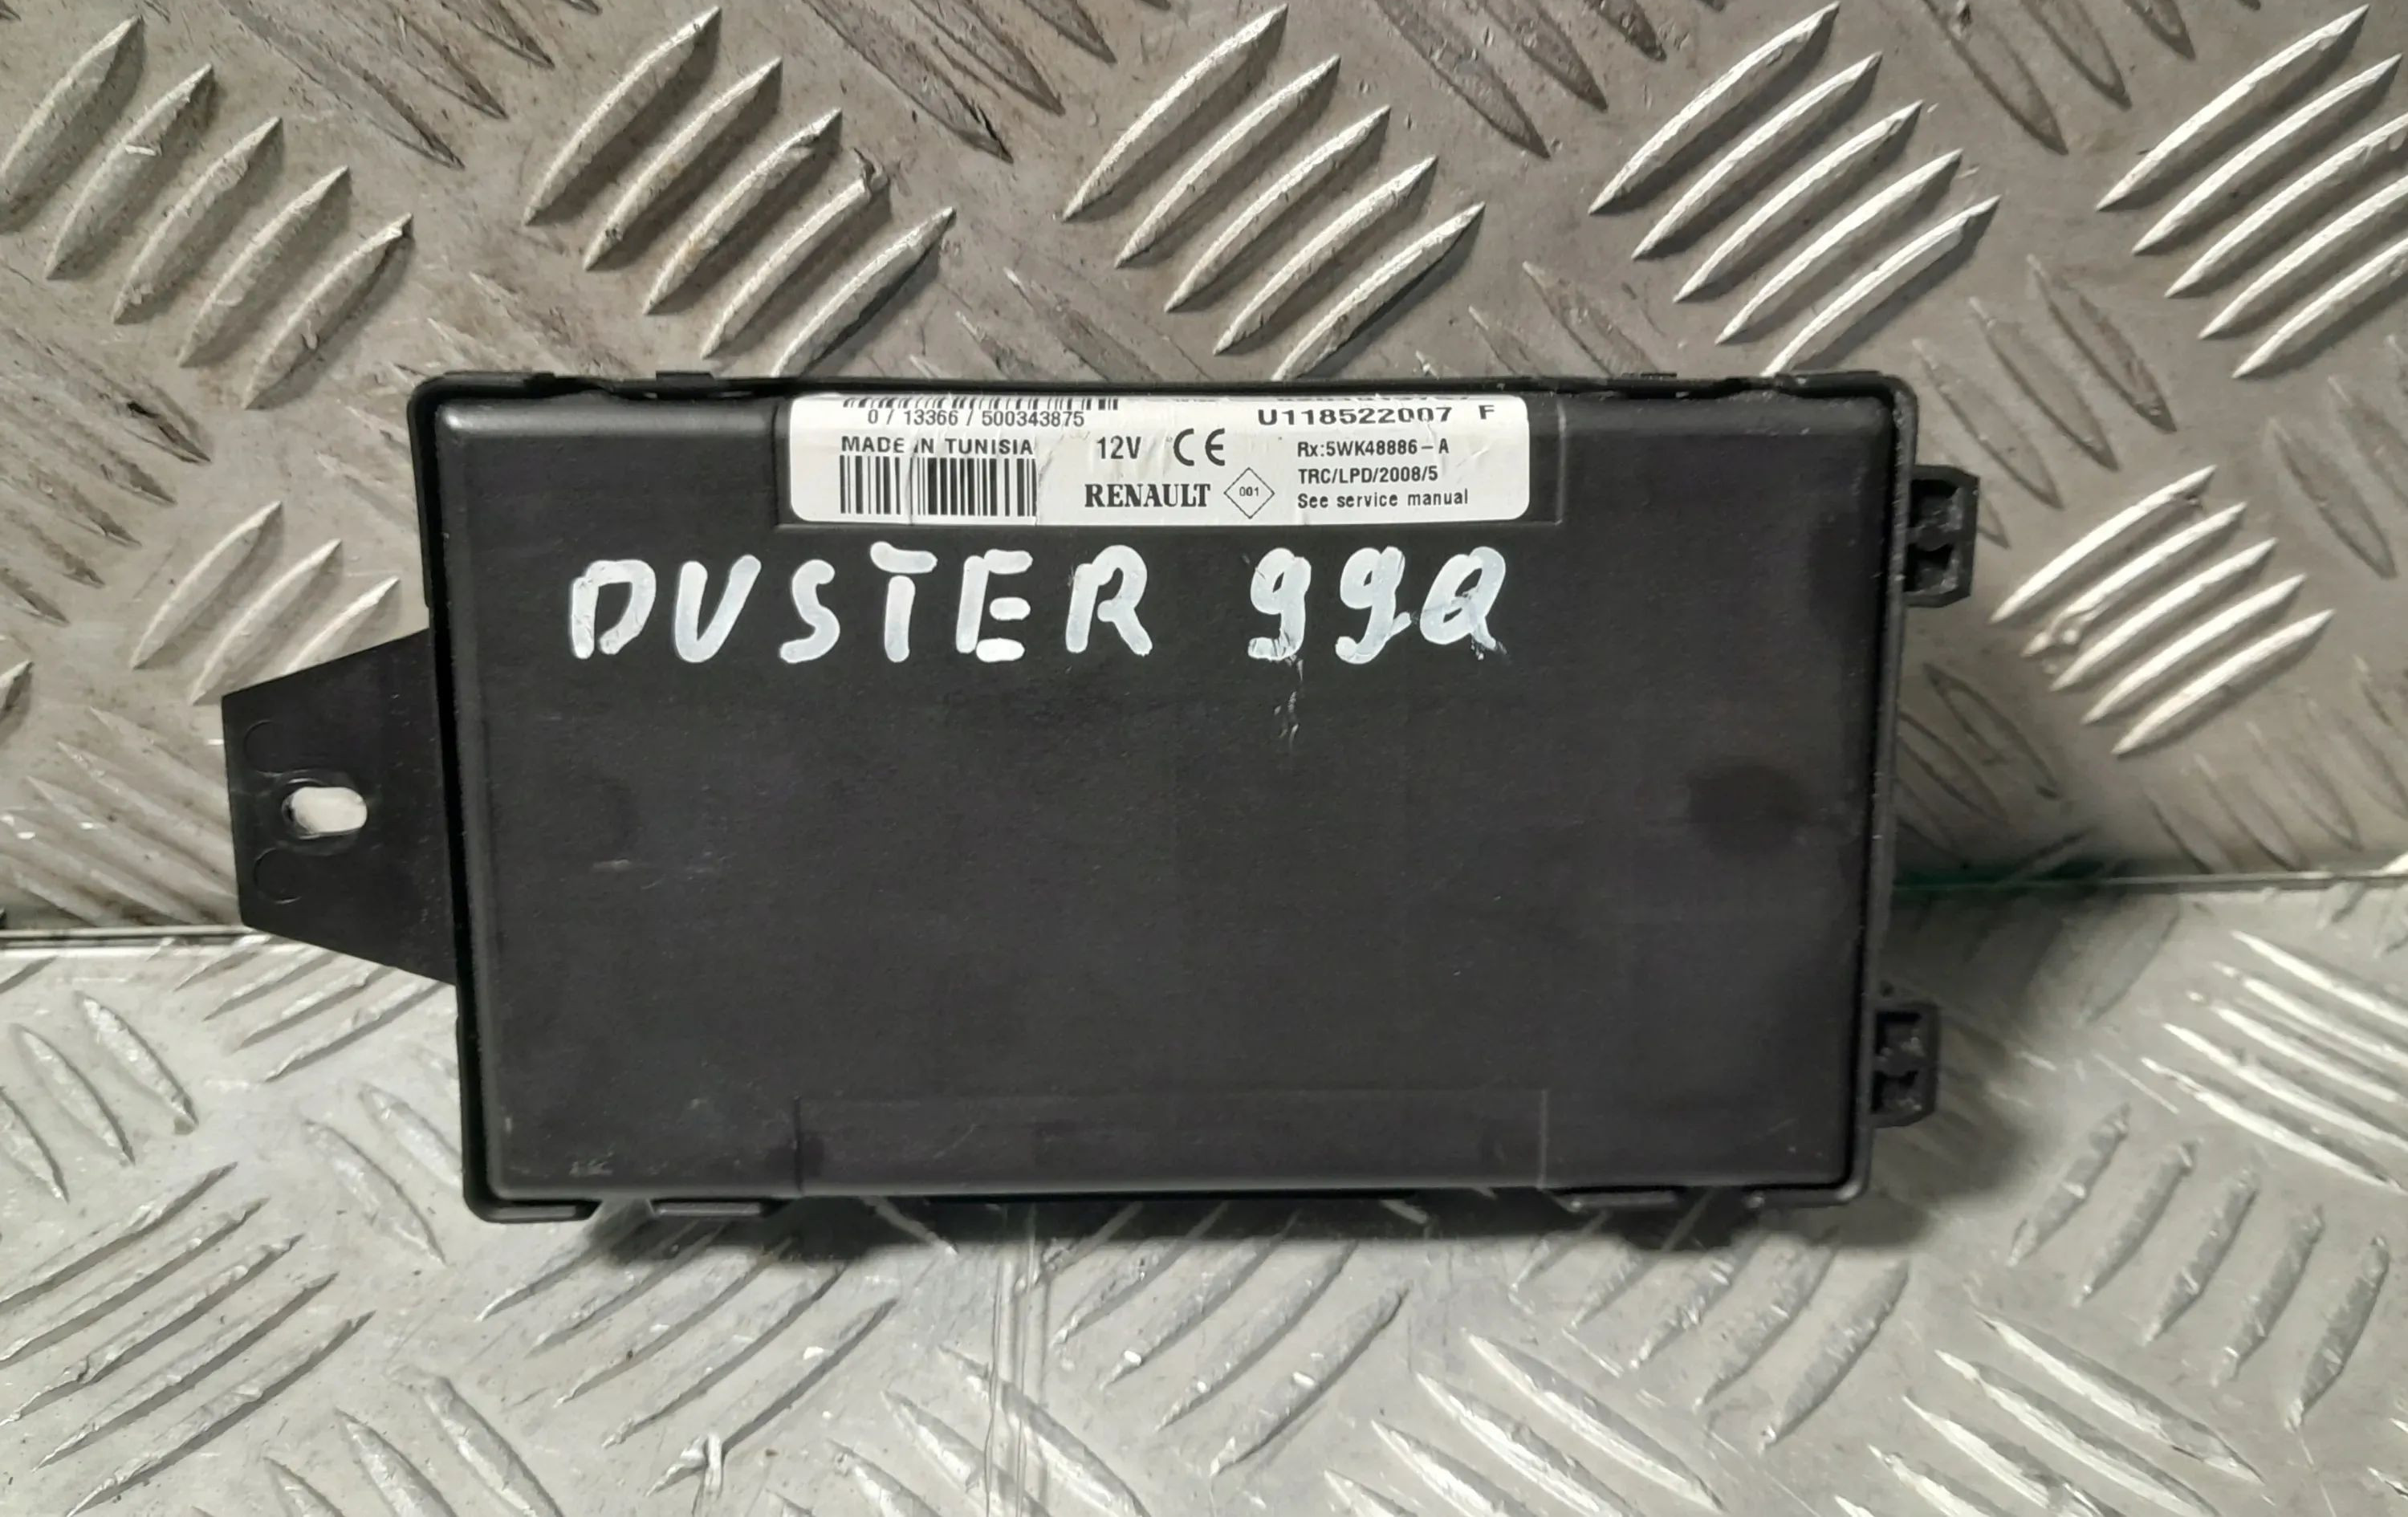 0 / 13366 / 500343875
U118522007 F
MADE IN TUNISIA
12V CE
Rx:5WK48886-A
TRC/LPD/2008/5
RENAULT 001
See service manual
DUSTER 99Q